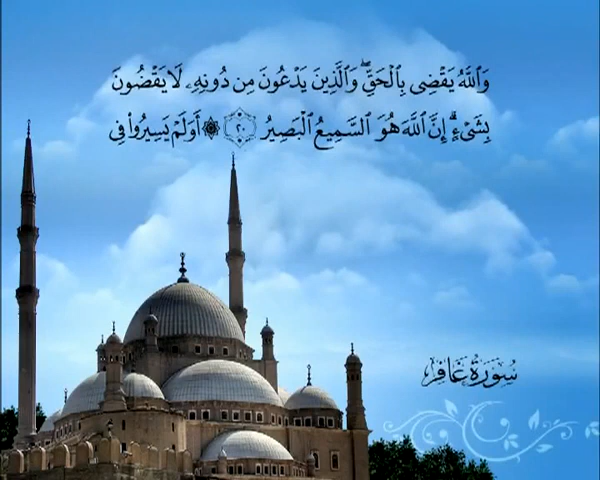 وَٱللَّهُ يَقْضِى بِٱلْحَقِّ ۖ وَٱلَّذِينَ يَدْعُونَ مِن دُونِهِۦ لَا يَقْضُونَ
بِشَىْءٍ ۗ إِنَّ ٱللَّهَ هُوَ ٱلسَّمِيعُ ٱلْبَصِيرُ ٢٠ ۞ أَوَلَمْ يَسِيرُوا۟ فِى
سُورَةُ غَافِرٍ